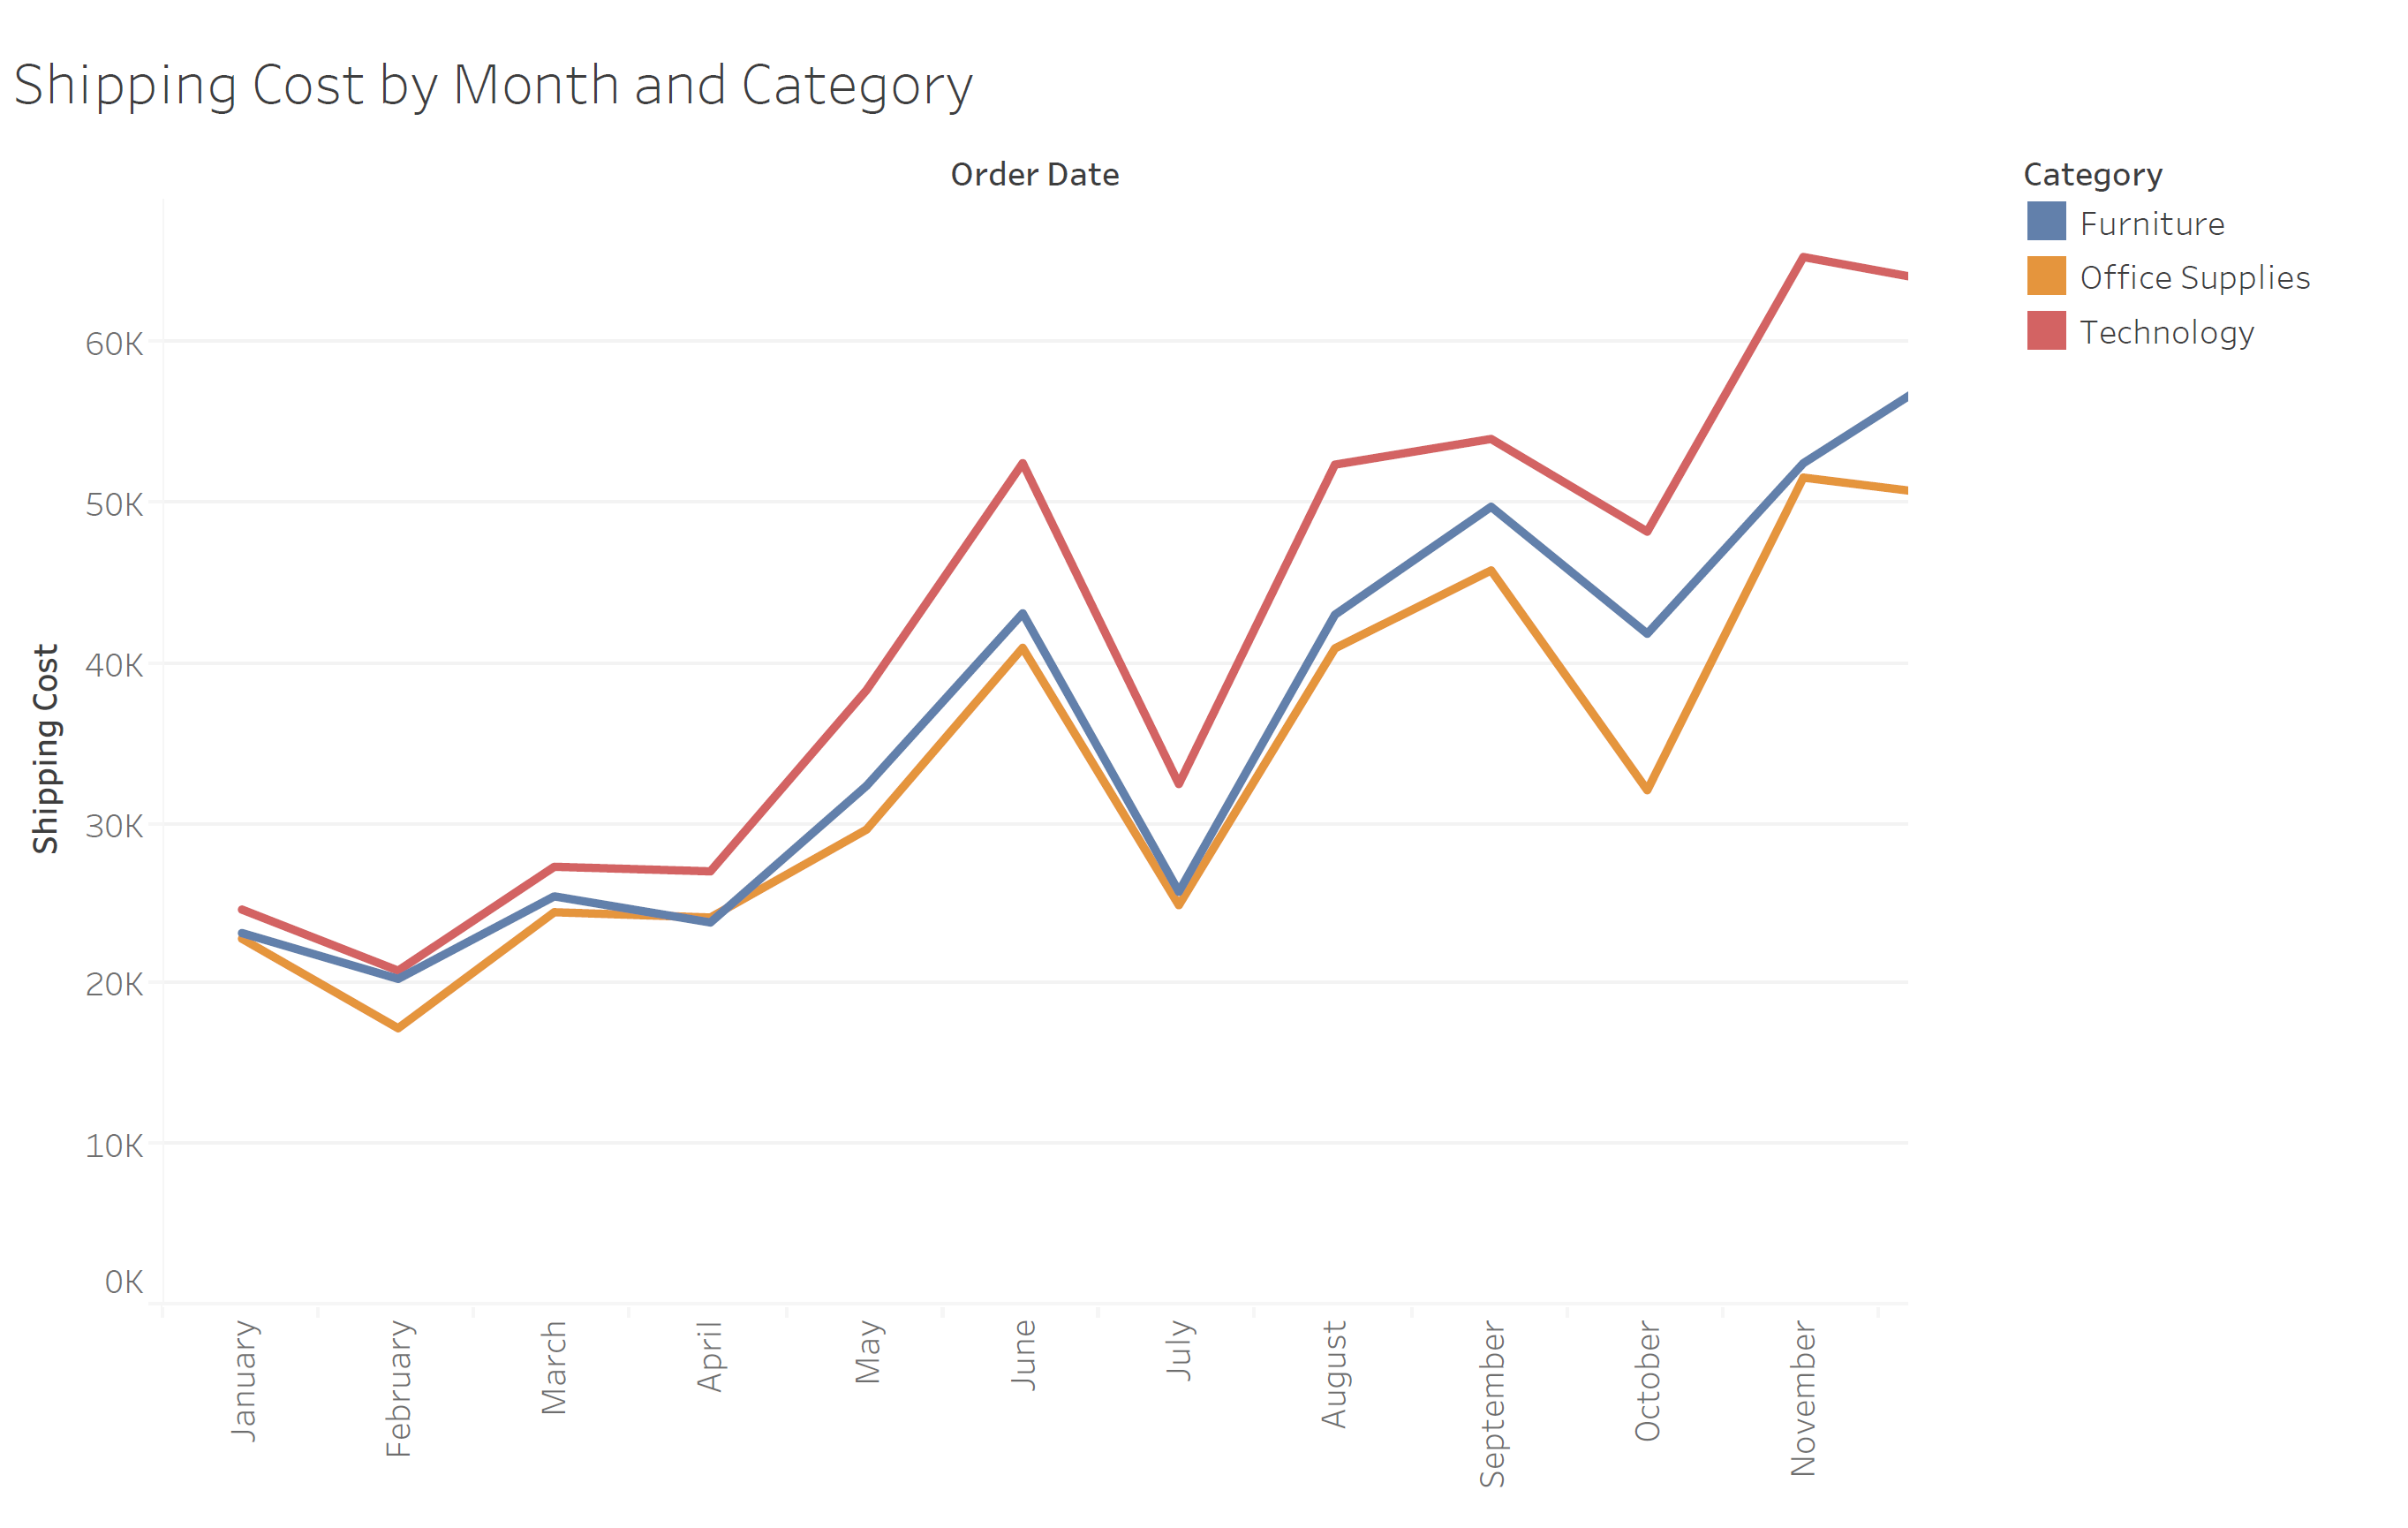 Shipping Cost by Month and Category
Order Date
Category
Furniture
Office Supplies
Technology
60K
50K
40K
30K
20K
10K
0K
Shipping Cost
January
February
March
April
May
June
July
August
September
October
November